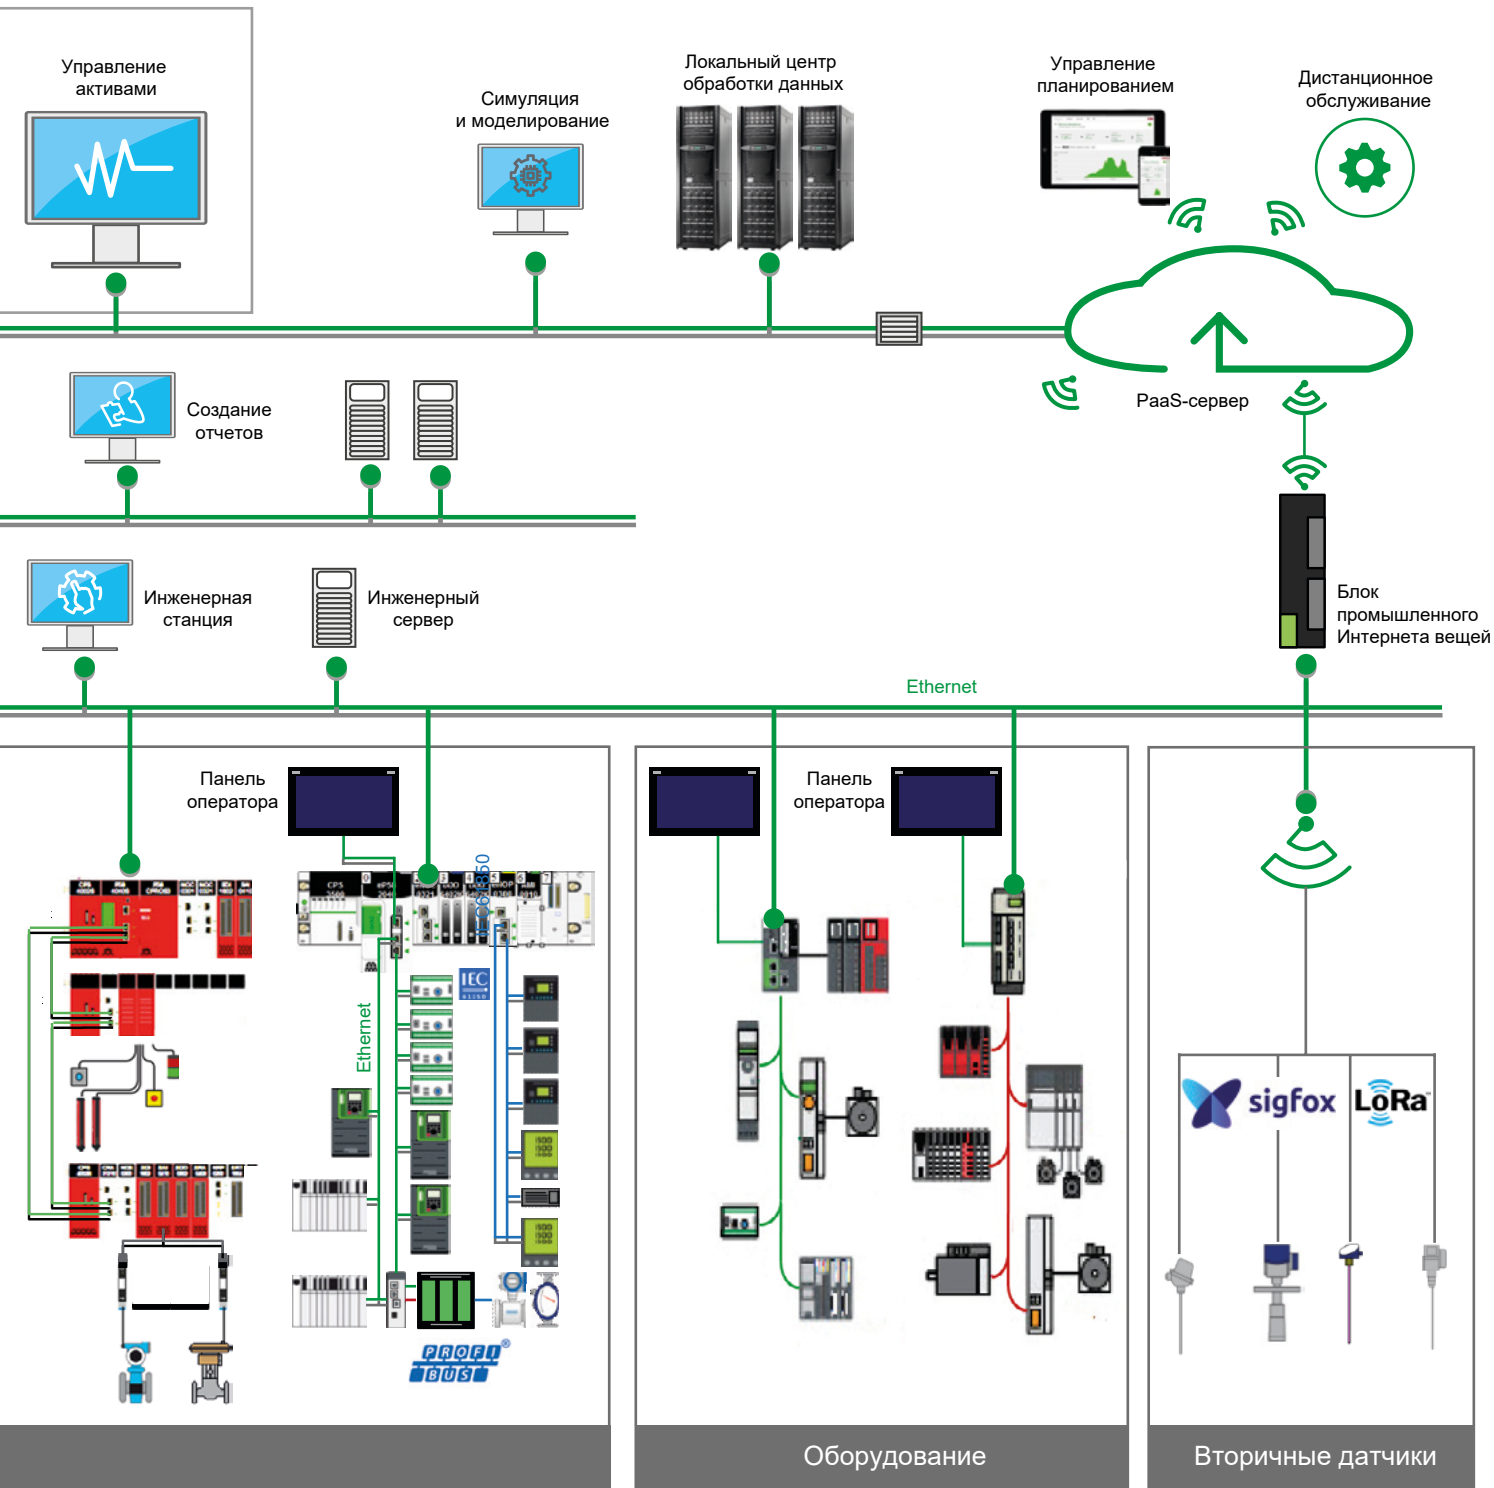 Управление
активами
Симуляция
и моделирование
Локальный центр
обработки данных
Управление
планированием
Дистанционное
обслуживание
PaaS-сервер
Создание
отчетов
Инженерная
станция
Инженерный
сервер
Блок
промышленного
Интернета вещей
Ethernet
Панель
оператора
Панель
оператора
CPS
IEC61850
IEC
61850
Ethernet
PROFI
BUS
®
sigfox
LoRa
Оборудование
Вторичные датчики